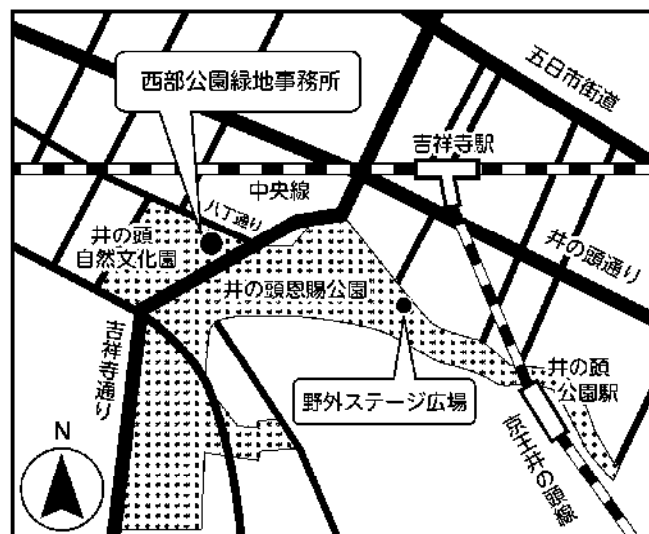 西部公園緑地事務所
五日市街道
吉祥寺駅
中央線
八丁通り
井の頭
自然文化園
井の頭通り
井の頭恩賜公園
吉祥寺通り
野外ステージ広場
井の頭
公園駅
京王井の頭線
N